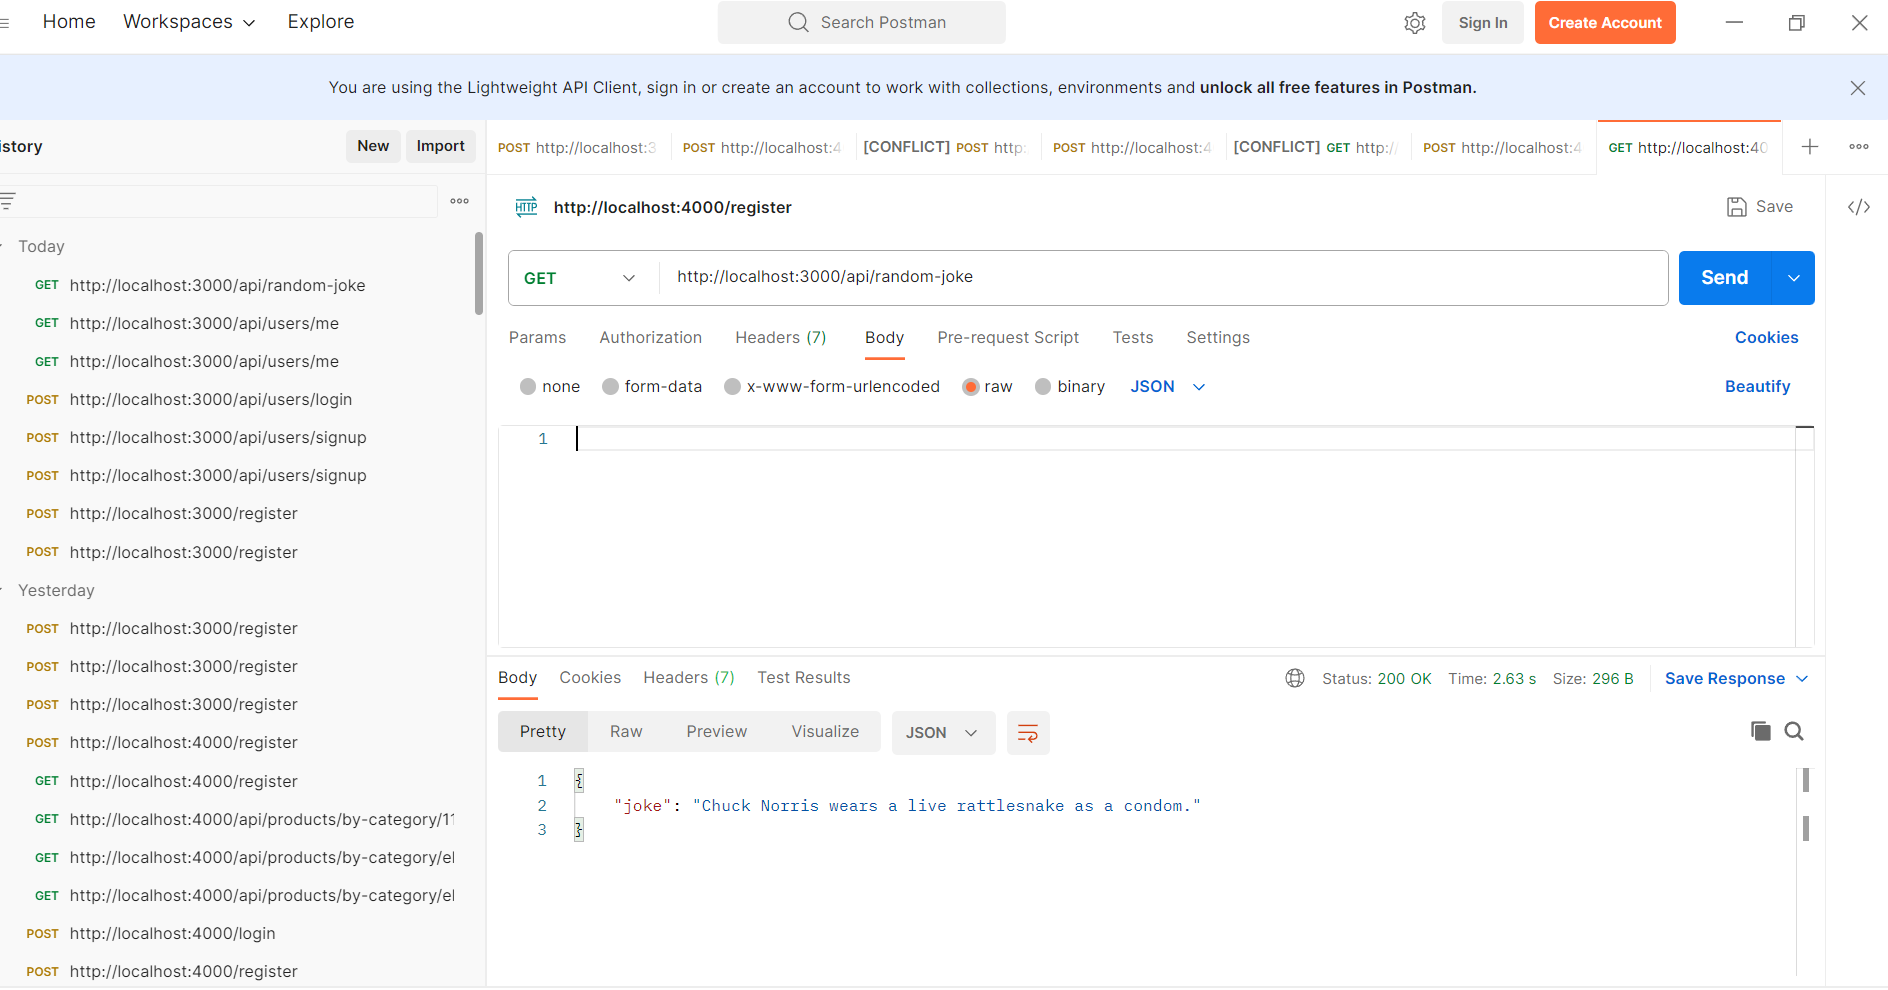 Home Workspaces Explore Search Postman Sign In Create Account
You are using the Lightweight API Client, sign in or create an account to work with collections, environments and unlock all free features in Postman.
istory New Import
POST http://localhost:3 POST http://localhost:4 [CONFLICT] POST http: [CONFLICT] POST http://localhost:4 [CONFLICT] GET http:/ POST http://localhost:4 GET http://localhost:40
HTTP http://localhost:4000/register Save
GET http://localhost:3000/api/random-joke Send
Params Authorization Headers (7) Body Pre-request Script Tests Settings Cookies
none form-data x-www-form-urlencoded raw binary JSON Beautify
1
Today
GET http://localhost:3000/api/random-joke
GET http://localhost:3000/api/users/me
GET http://localhost:3000/api/users/me
POST http://localhost:3000/api/users/login
POST http://localhost:3000/api/users/signup
POST http://localhost:3000/api/users/signup
POST http://localhost:3000/register
POST http://localhost:3000/register
Yesterday
POST http://localhost:3000/register
POST http://localhost:3000/register
POST http://localhost:3000/register
POST http://localhost:4000/register
GET http://localhost:4000/register
GET http://localhost:4000/api/products/by-category/11
GET http://localhost:4000/api/products/by-category/el
GET http://localhost:4000/api/products/by-category/el
POST http://localhost:4000/login
POST http://localhost:4000/register
Body Cookies Headers (7) Test Results Status: 200 OK Time: 2.63 s Size: 296 B Save Response
Pretty Raw Preview Visualize JSON
1 {
2 "joke": "Chuck Norris wears a live rattlesnake as a condom."
3 }